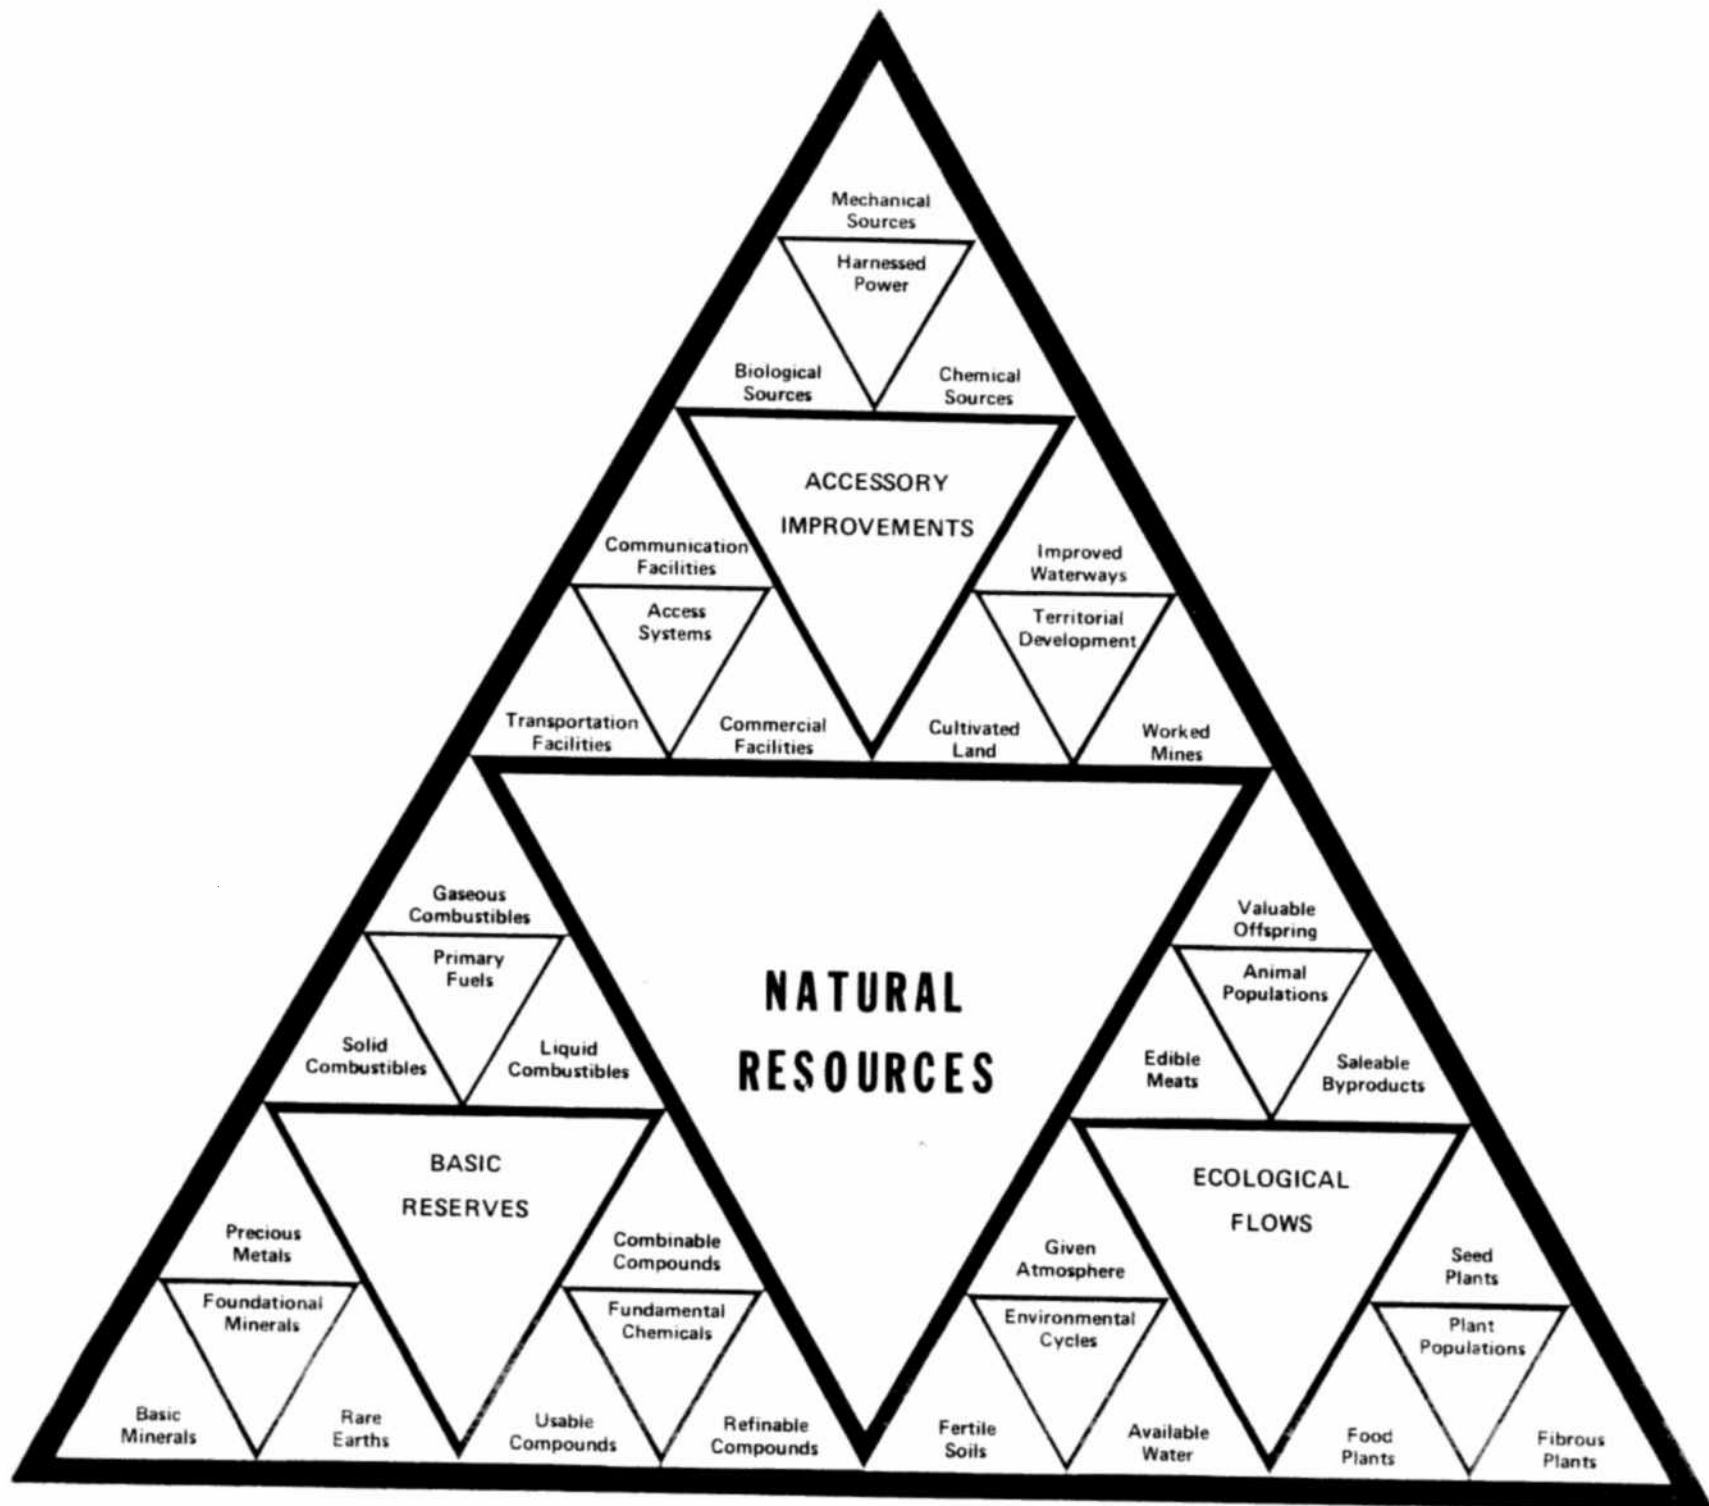 Mechanical
Sources
Harnessed
Power
Biological
Sources
Chemical
Sources
ACCESSORY
IMPROVEMENTS
Communication
Facilities
Access
Systems
Transportation
Facilities
Commercial
Facilities
Improved
Waterways
Territorial
Development
Cultivated
Land
Worked
Mines
NATURAL
RESOURCES
Gaseous
Combustibles
Primary
Fuels
Solid
Combustibles
Liquid
Combustibles
BASIC
RESERVES
Precious
Metals
Foundational
Minerals
Basic
Minerals
Rare
Earths
Combinable
Compounds
Fundamental
Chemicals
Usable
Compounds
Refinable
Compounds
Valuable
Offspring
Animal
Populations
Edible
Meats
Saleable
Byproducts
ECOLOGICAL
FLOWS
Given
Atmosphere
Environmental
Cycles
Fertile
Soils
Available
Water
Seed
Plants
Plant
Populations
Food
Plants
Fibrous
Plants